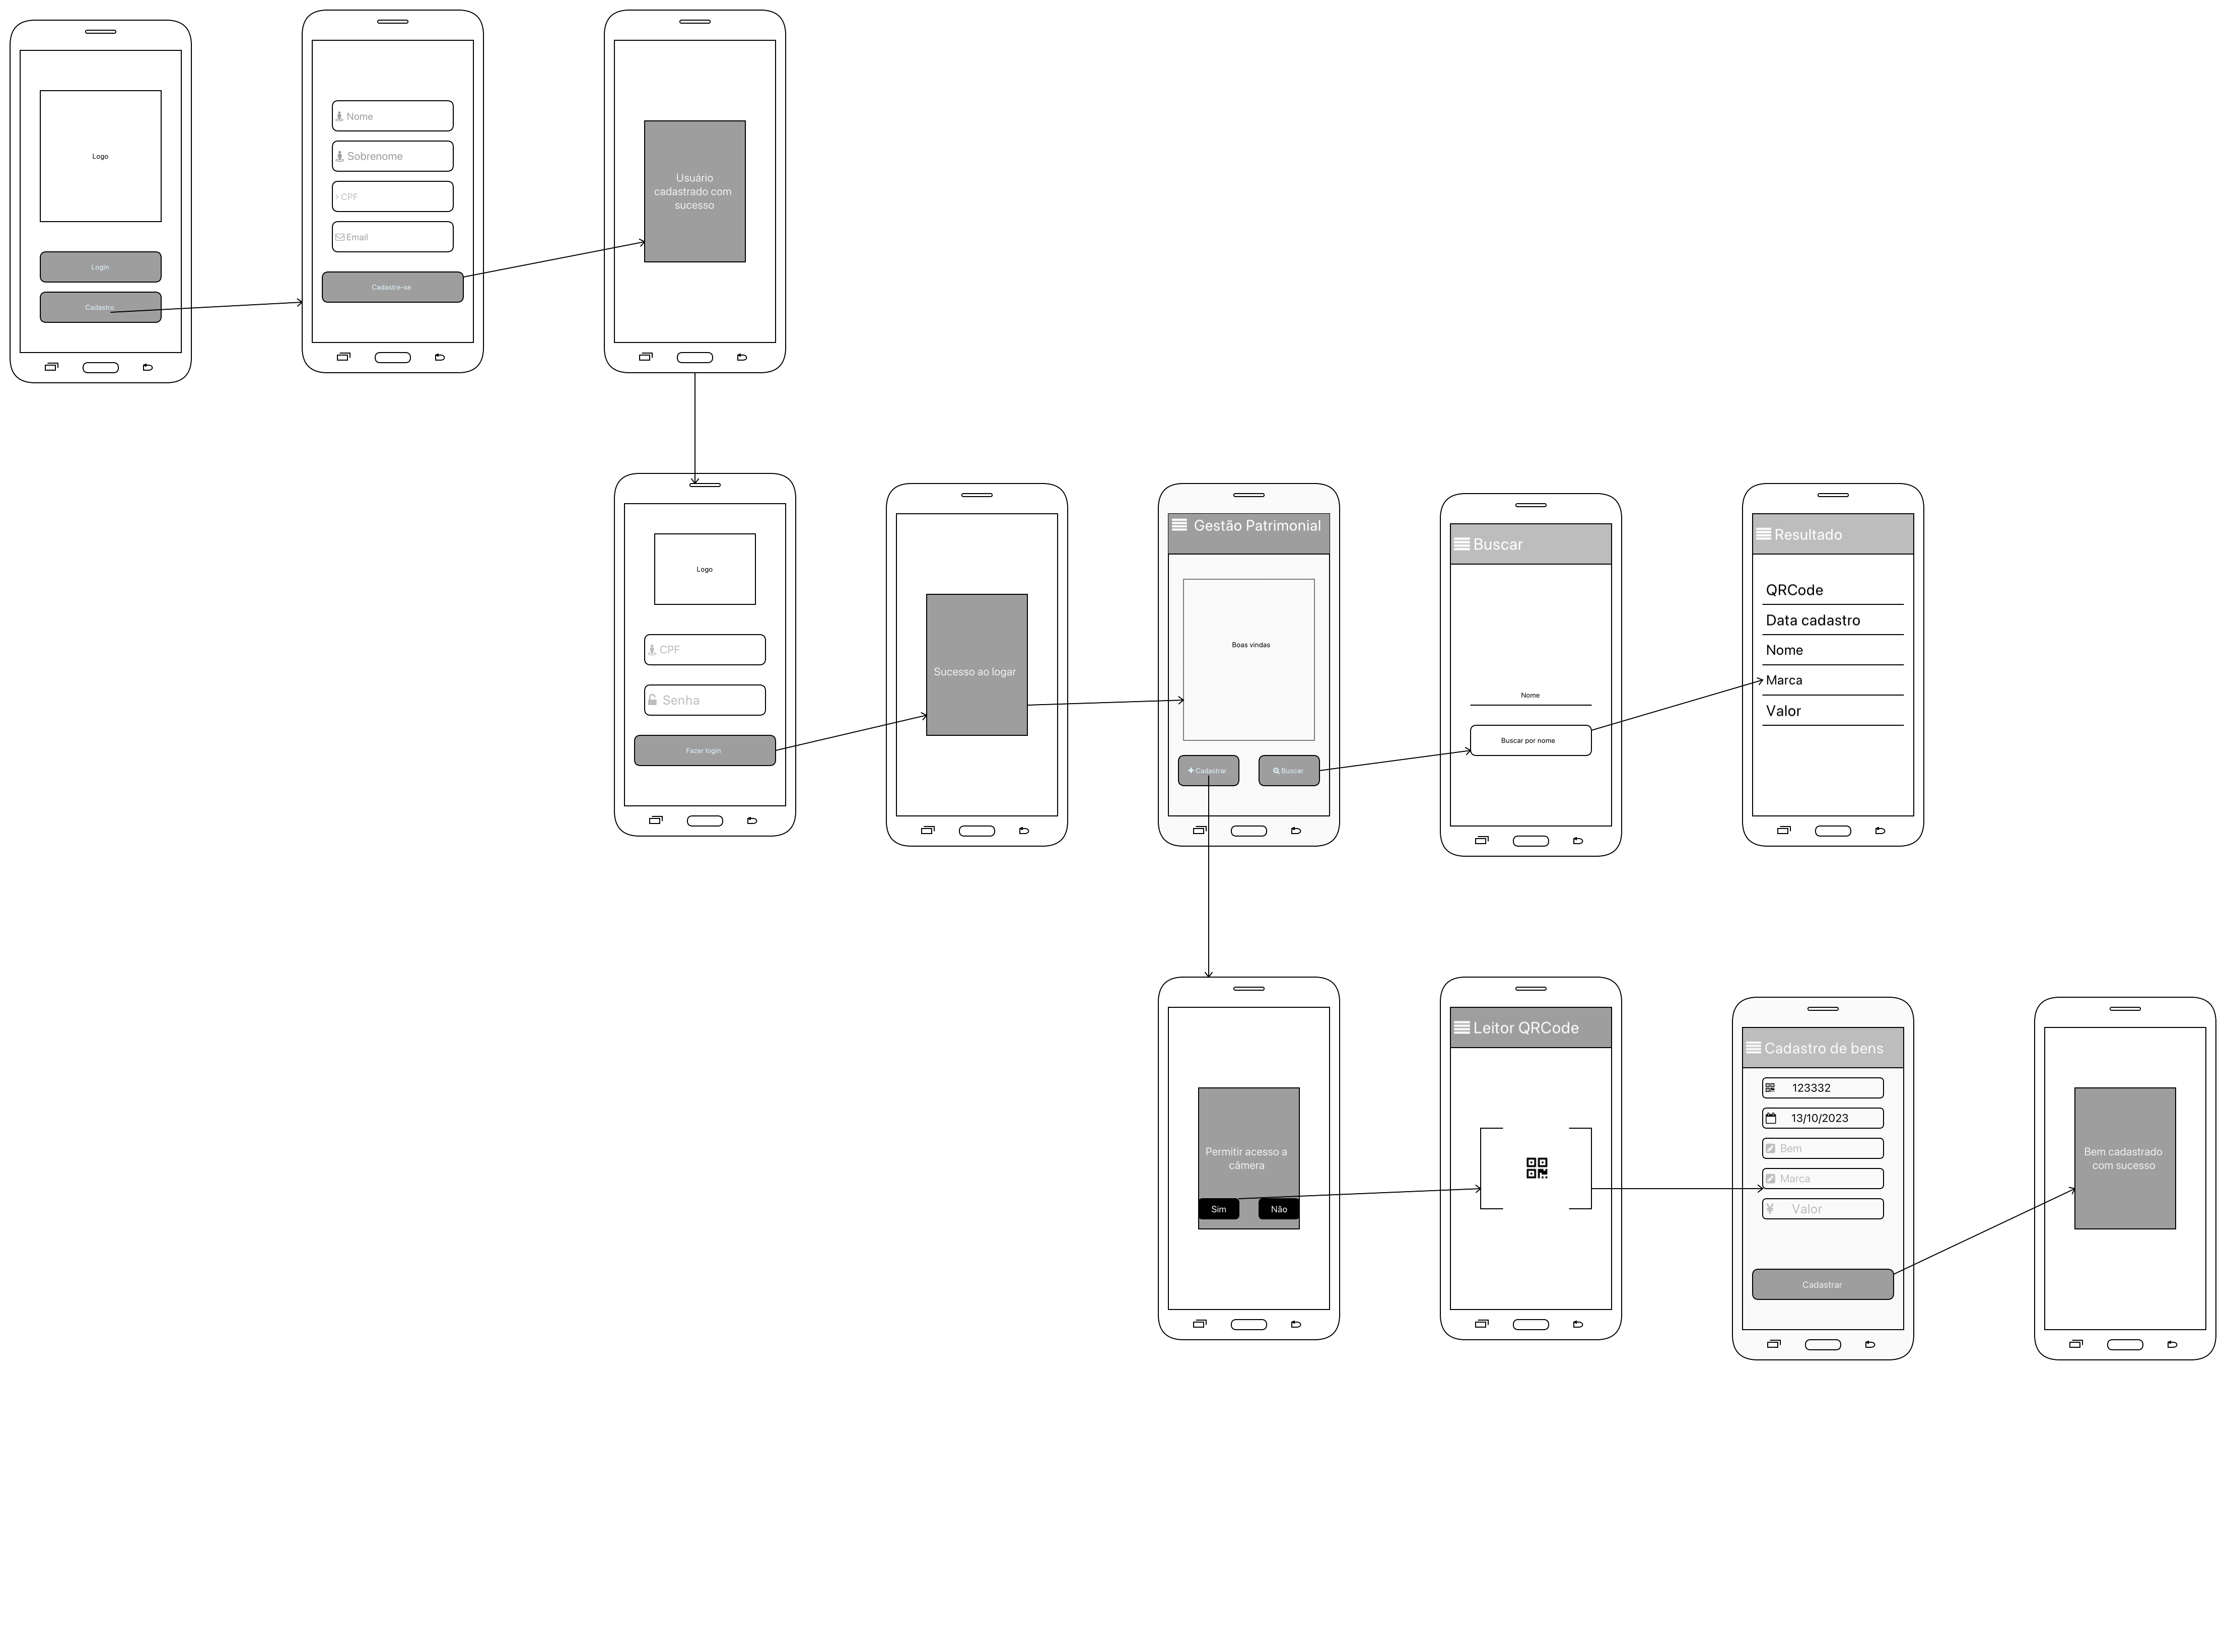 Logo
Login
Cadastro
Nome
Sobrenome
CPF
Email
Cadastre-se
Usuário
cadastrado com
sucesso
Logo
CPF
Senha
Fazer login
Sucesso ao logar
Gestão Patrimonial
Boas vindas
Cadastrar
Buscar
Buscar
Nome
Buscar por nome
Resultado
QRCode
Data cadastro
Nome
Marca
Valor
Permitir acesso a
câmera
Sim
Não
Leitor QRCode
Cadastro de bens
123332
13/10/2023
Bem
Marca
¥ Valor
Cadastrar
Bem cadastrado
com sucesso